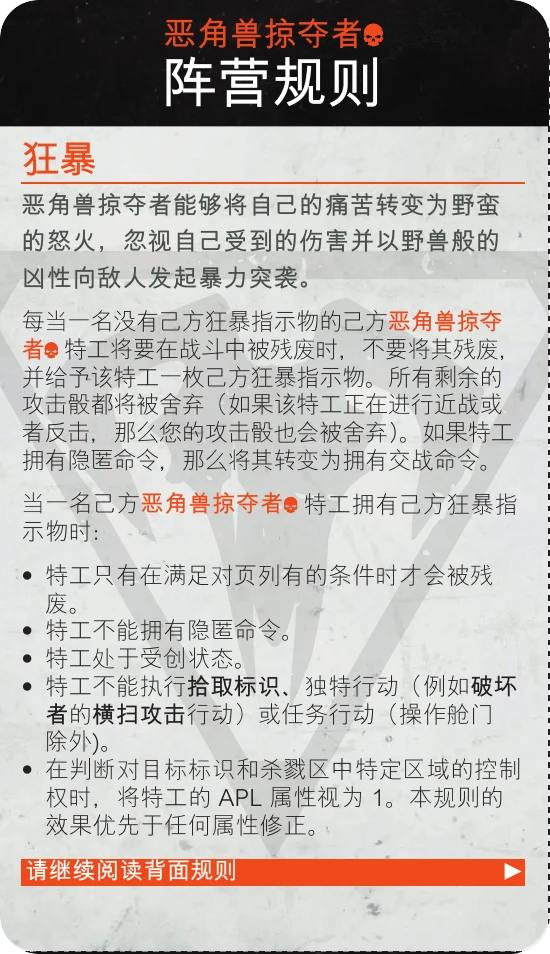 恶角兽掠夺者
阵营规则
狂暴
恶角兽掠夺者能够将自己的痛苦转变为野蛮
的怒火，忽视自己受到的伤害并以野兽般的
凶性向敌人发起暴力突袭。
每当一名没有己方狂暴指示物的己方恶角兽掠夺
者 特工将要在战斗中被残废时，不要将其残废，
并给予该特工一枚己方狂暴指示物。所有剩余的
攻击骰都将被舍弃（如果该特工正在进行近战或
者反击，那么您的攻击骰也会被舍弃）。如果特工
拥有隐匿命令，那么将其转变为拥有交战命令。
当一名己方恶角兽掠夺者 特工拥有己方狂暴指
示物时：
• 特工只有在满足对页列有的条件时才会被残
废。
• 特工不能拥有隐匿命令。
• 特工处于受创状态。
• 特工不能执行拾取标识、独特行动（例如破坏
者的横扫攻击行动）或任务行动（操作舱门
除外)。
• 在判断对目标标识和杀戮区中特定区域的控制
权时，将特工的 APL 属性视为 1。本规则的
效果优先于任何属性修正。
请继续阅读背面规则